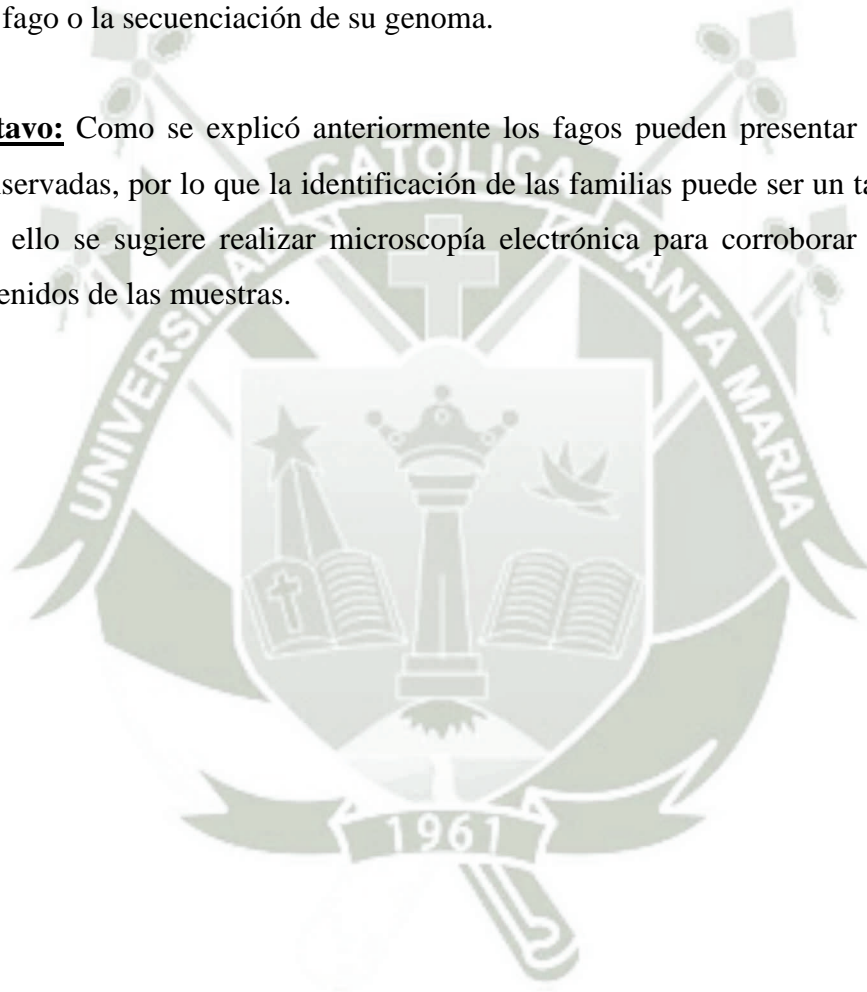 fago o la secuenciación de su genoma.
tavo: Como se explicó anteriormente los fagos pueden presentar
servadas, por lo que la identificación de las familias puede ser un ta
ello se sugiere realizar microscopía electrónica para corroborar
enidos de las muestras.
UNIVERSIDAD CATOLICA SANTA MARIA
1961